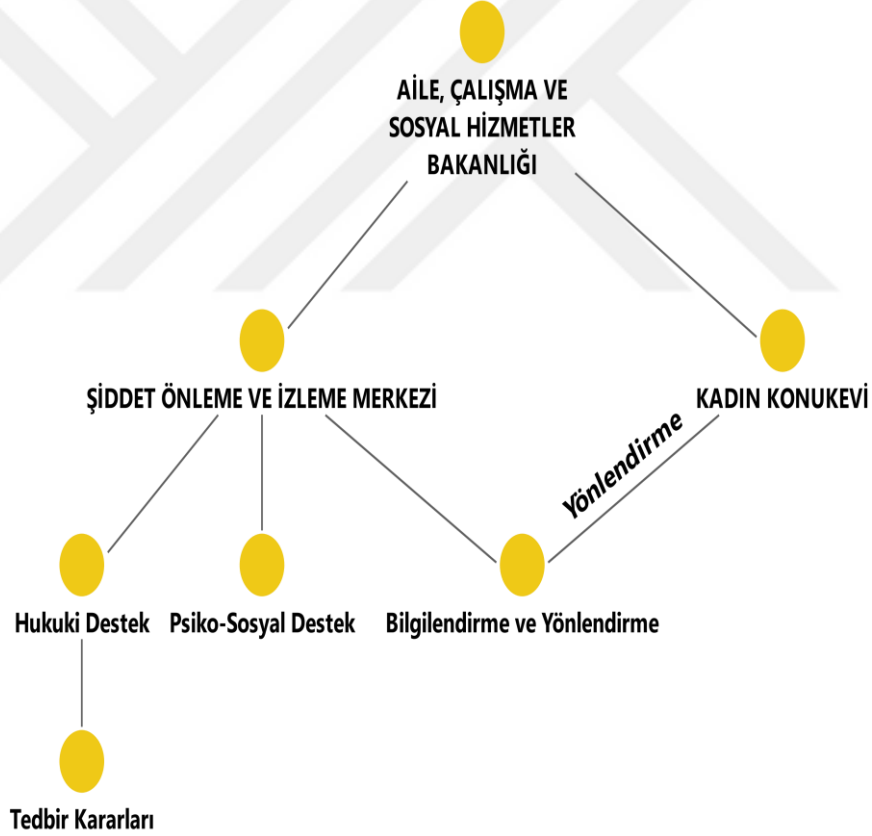 AİLE, ÇALIŞMA VE
SOSYAL HİZMETLER
BAKANLIĞI
ŞİDDET ÖNLEME VE İZLEME MERKEZİ
KADIN KONUKEVİ
Yönlendirme
Hukuki Destek
Psiko-Sosyal Destek
Bilgilendirme ve Yönlendirme
Tedbir Kararları